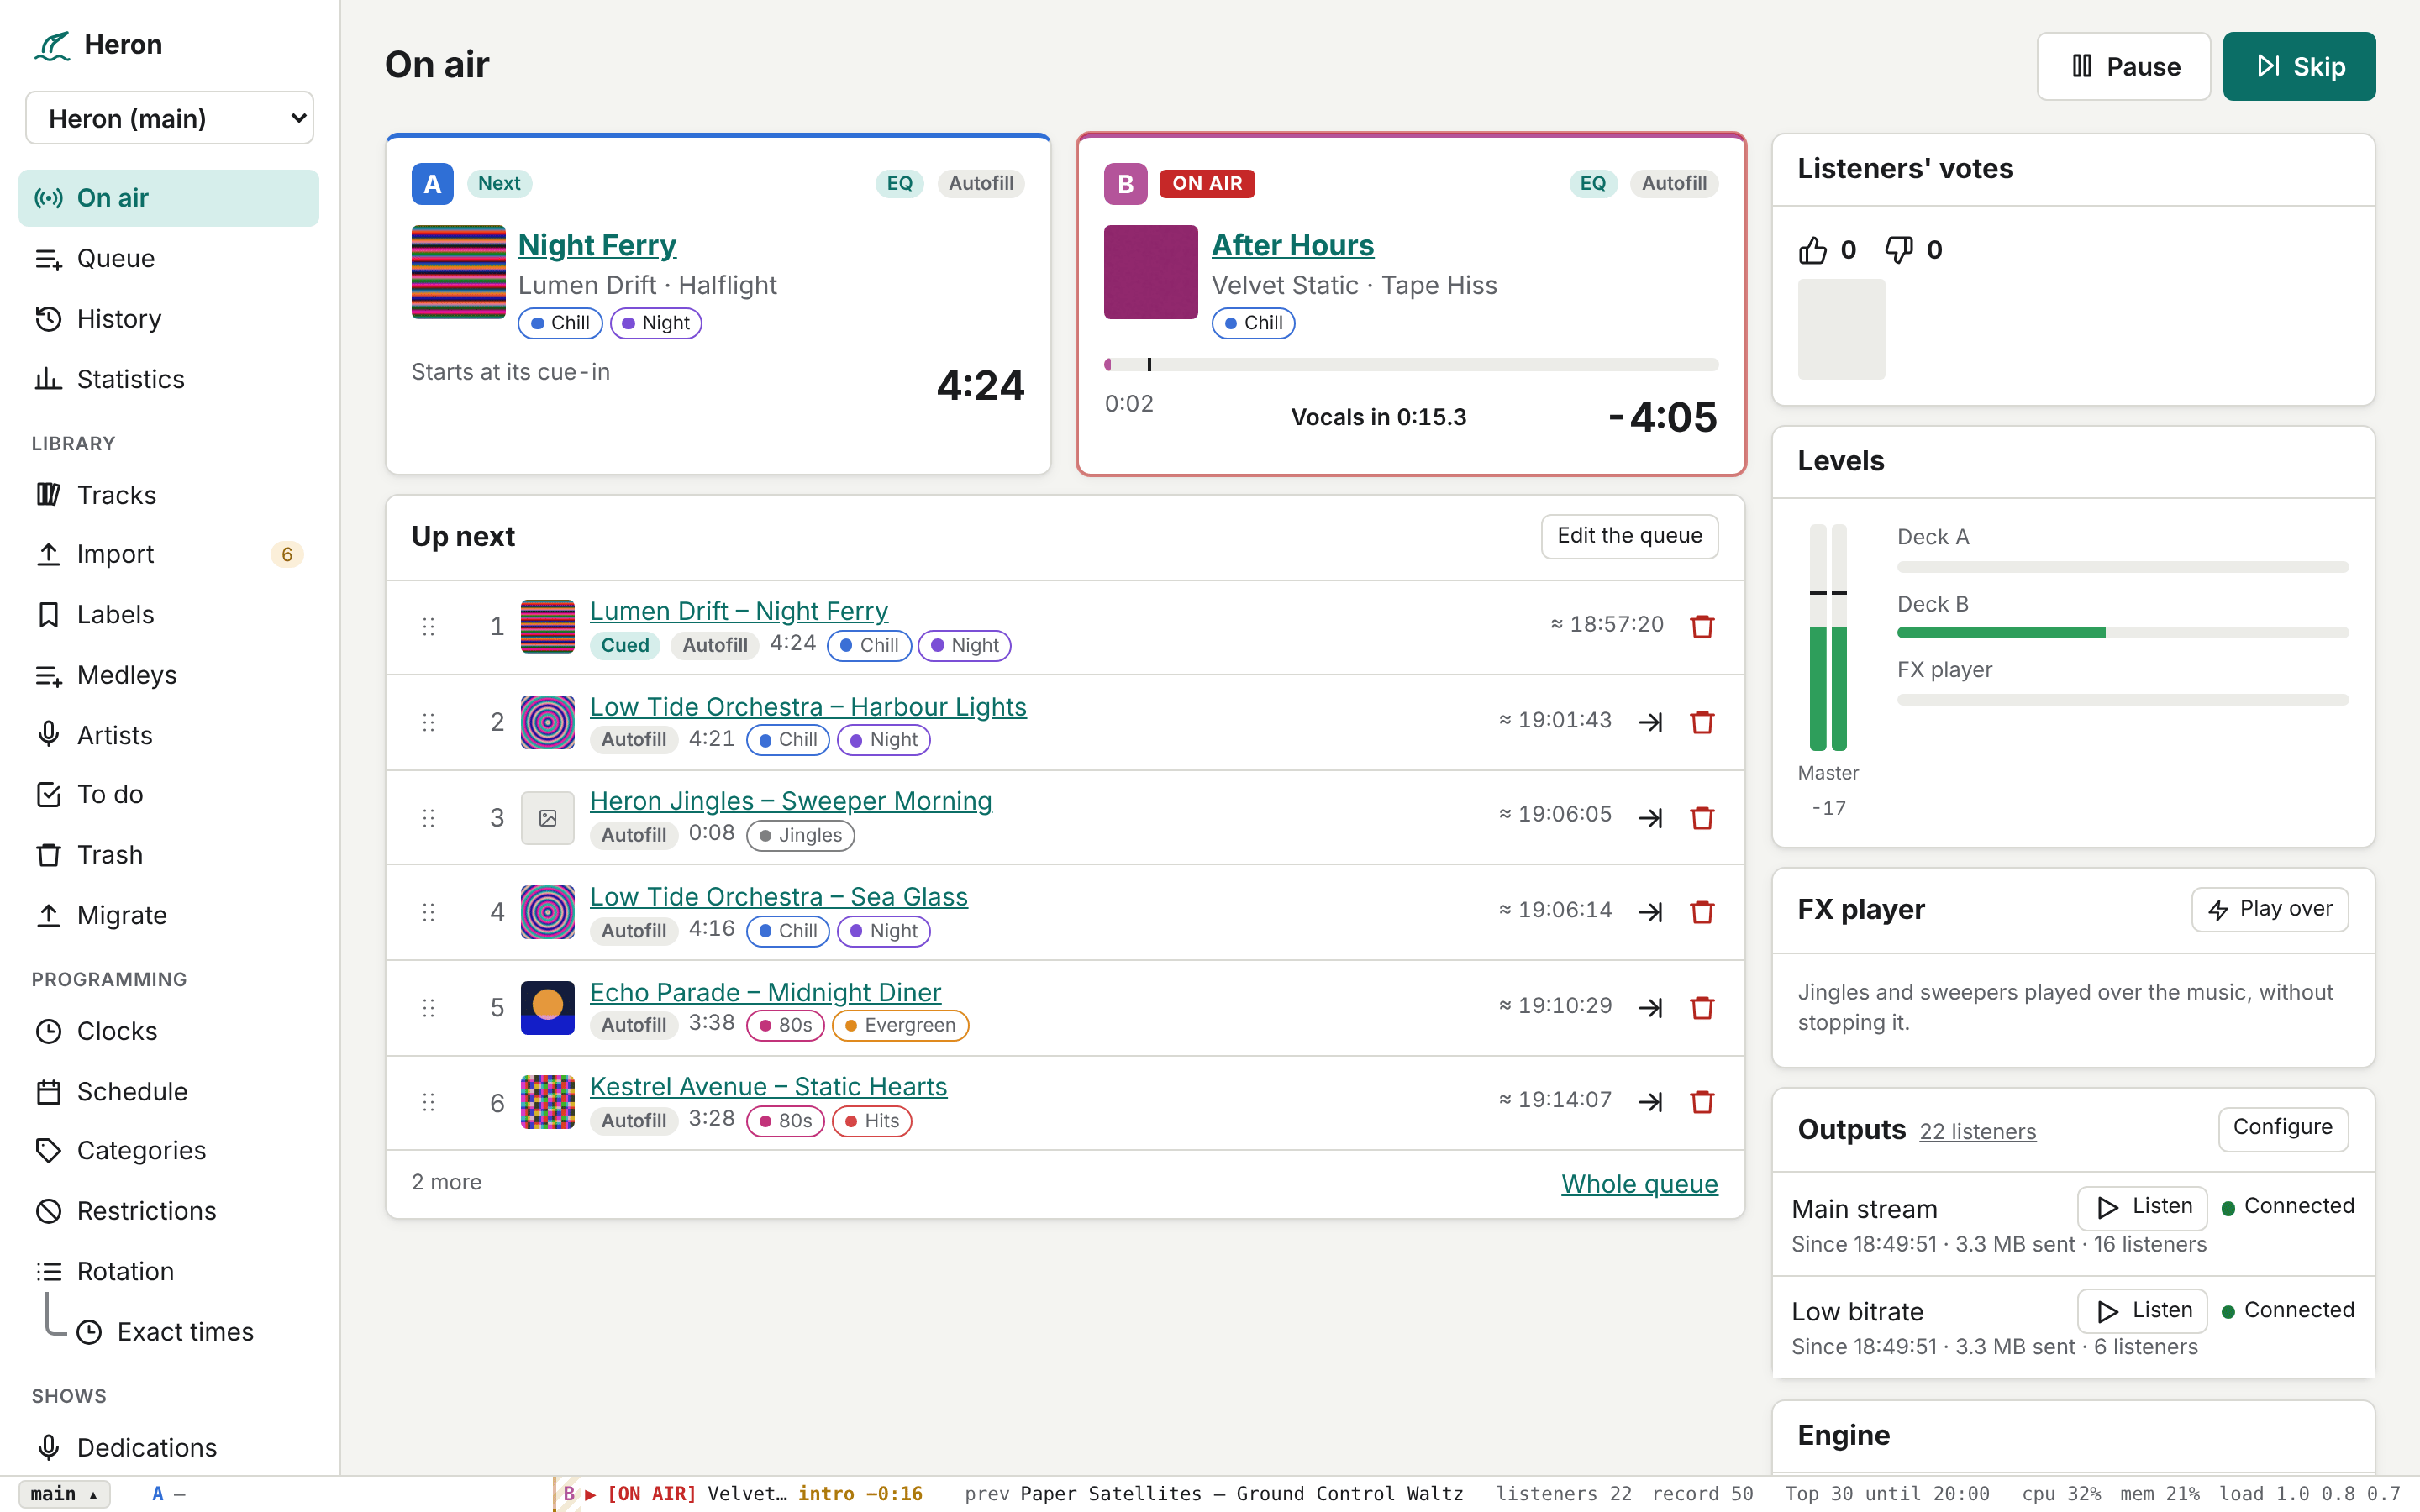 Heron
Heron (main)
On air
Queue
History
Statistics
LIBRARY
Tracks
Import 6
Labels
Medleys
Artists
To do
Trash
Migrate
PROGRAMMING
Clocks
Schedule
Categories
Restrictions
Rotation
Exact times
SHOWS
Dedications
On air
Pause
Skip
A Next EQ Autofill
Night Ferry
Lumen Drift · Halflight
Chill Night
Starts at its cue-in
4:24
B ON AIR EQ Autofill
After Hours
Velvet Static · Tape Hiss
Chill
0:02 Vocals in 0:15.3 -4:05
Up next Edit the queue
1 Lumen Drift – Night Ferry ≈ 18:57:20
Cued Autofill 4:24 Chill Night
2 Low Tide Orchestra – Harbour Lights ≈ 19:01:43
Autofill 4:21 Chill Night
3 Heron Jingles – Sweeper Morning ≈ 19:06:05
Autofill 0:08 Jingles
4 Low Tide Orchestra – Sea Glass ≈ 19:06:14
Autofill 4:16 Chill Night
5 Echo Parade – Midnight Diner ≈ 19:10:29
Autofill 3:38 80s Evergreen
6 Kestrel Avenue – Static Hearts ≈ 19:14:07
Autofill 3:28 80s Hits
2 more Whole queue
Listeners' votes
0 0
Levels
Deck A
Deck B
FX player
Master
-17
FX player Play over
Jingles and sweepers played over the music, without
stopping it.
Outputs 22 listeners Configure
Main stream Listen Connected
Since 18:49:51 · 3.3 MB sent · 16 listeners
Low bitrate Listen Connected
Since 18:49:51 · 3.3 MB sent · 6 listeners
Engine
main ▴ A – B ▶ [ON AIR] Velvet… intro −0:16 prev Paper Satellites – Ground Control Waltz listeners 22 record 50 Top 30 until 20:00 cpu 32% mem 21% load 1.0 0.8 0.7